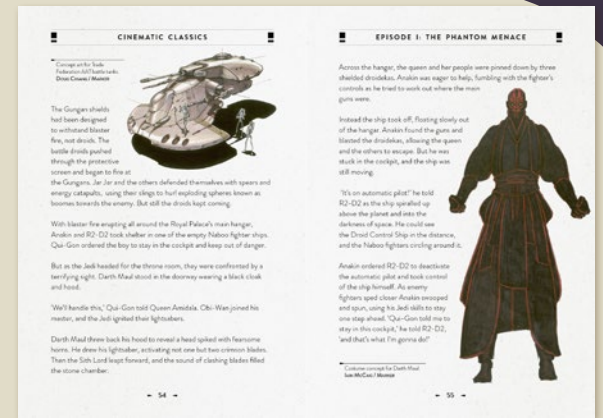 CINEMATIC CLASSICS
Concept art for Trade
Federation AAT battle tanks
DOUG CHIANG / MARKER
The Gungan shields
had been designed
to withstand blaster
fire, not droids. The
battle droids pushed
through the protective
screen and began to fire at
the Gungans. Jar Jar and the others defended themselves with spears and
energy catapults, using their slings to hurl exploding spheres known as
boomas towards the enemy. But still the droids kept coming.
With blaster fire erupting all around the Royal Palace's main hangar,
Anakin and R2-D2 took shelter in one of the empty Naboo fighter ships.
Qui-Gon ordered the boy to stay in the cockpit and keep out of danger.
But as the Jedi headed for the throne room, they were confronted by a
terrifying sight. Darth Maul stood in the doorway wearing a black cloak
and hood.
'We'll handle this,' Qui-Gon told Queen Amidala. Obi-Wan joined his
master, and the Jedi ignited their lightsabers.
Darth Maul threw back his hood to reveal a head spiked with fearsome
horns. He drew his lightsaber, activating not one but two crimson blades.
Then the Sith Lord leapt forward, and the sound of clashing blades filled
the stone chamber.
54
EPISODE I: THE PHANTOM MENACE
Across the hangar, the queen and her people were pinned down by three
shielded droidekas. Anakin was eager to help, fumbling with the fighter's
controls as he tried to work out where the main
guns were.
Instead the ship took off, floating slowly out
of the hangar. Anakin found the guns and
blasted the droidekas, allowing the queen
and the others to escape. But he was
stuck in the cockpit, and the ship was
still moving.
'It's on automatic pilot!' he told
R2-D2 as the ship spiralled up
above the planet and into the
darkness of space. He could see
the Droid Control Ship in the distance,
and the Naboo fighters circling around it.
Anakin ordered R2-D2 to deactivate
the automatic pilot and took control
of the ship himself. As enemy
fighters sped closer Anakin swooped
and spun, using his Jedi skills to stay
one step ahead. 'Qui-Gon told me to
stay in this cockpit,' he told R2-D2,
'and that's what I'm gonna do!'
Costume concept for Darth Maul
IAIN MCCAIG / MARKER
55